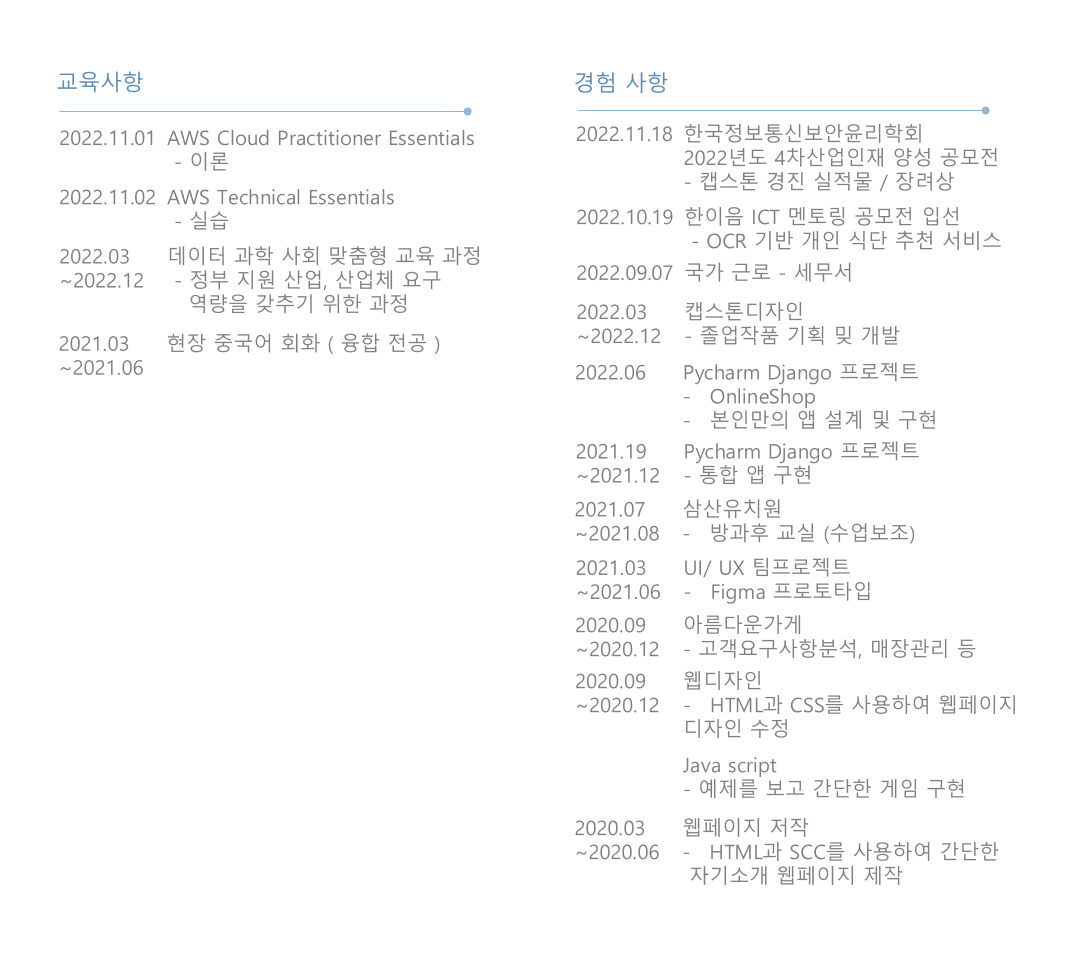 교육사항
2022.11.01 AWS Cloud Practitioner Essentials
- 이론
2022.11.02 AWS Technical Essentials
- 실습
2022.03 데이터 과학 사회 맞춤형 교육 과정
~2022.12 - 정부 지원 산업, 산업체 요구
역량을 갖추기 위한 과정
2021.03 현장 중국어 회화 ( 융합 전공 )
~2021.06
경험 사항
2022.11.18 한국정보통신보안윤리학회
2022년도 4차산업인재 양성 공모전
- 캡스톤 경진 실적물 / 장려상
2022.10.19 한이음 ICT 멘토링 공모전 입선
- OCR 기반 개인 식단 추천 서비스
2022.09.07 국가 근로 - 세무서
2022.03 캡스톤디자인
~2022.12 - 졸업작품 기획 및 개발
2022.06 Pycharm Django 프로젝트
- OnlineShop
- 본인만의 앱 설계 및 구현
2021.19 Pycharm Django 프로젝트
~2021.12 - 통합 앱 구현
2021.07 삼산유치원
~2021.08 - 방과후 교실 (수업보조)
2021.03 UI/ UX 팀프로젝트
~2021.06 - Figma 프로토타입
2020.09 아름다운가게
~2020.12 - 고객요구사항분석, 매장관리 등
2020.09 웹디자인
~2020.12 - HTML과 CSS를 사용하여 웹페이지
디자인 수정
Java script
- 예제를 보고 간단한 게임 구현
2020.03 웹페이지 저작
~2020.06 - HTML과 SCC를 사용하여 간단한
자기소개 웹페이지 제작